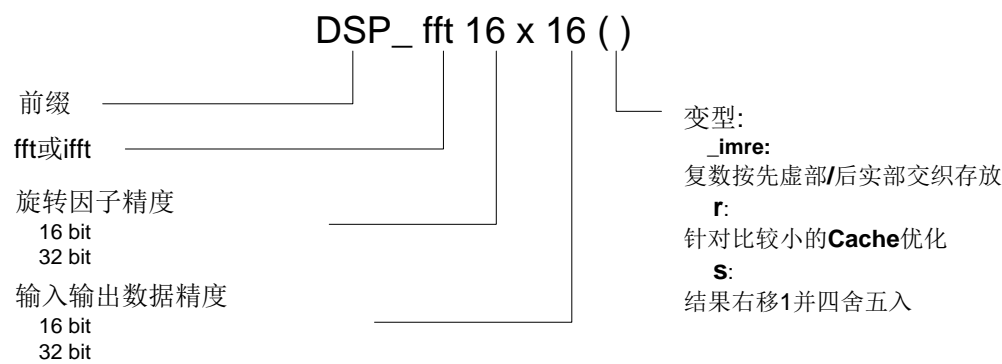 DSP_ fft 16 x 16 ( )
前缀
fft或ifft
旋转因子精度
16 bit
32 bit
输入输出数据精度
16 bit
32 bit
变型:
_imre:
复数按先虚部/后实部交织存放
r:
针对比较小的Cache优化
s:
结果右移1并四舍五入